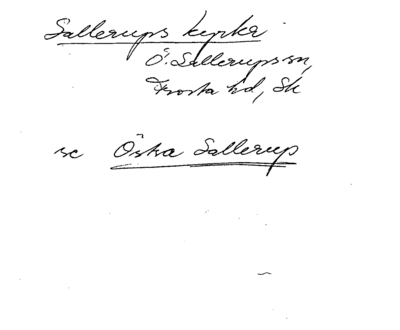 Sallerups kyrka
Ö. Sallerups sn,
Frosta hd, Sk
se Östra Sallerup